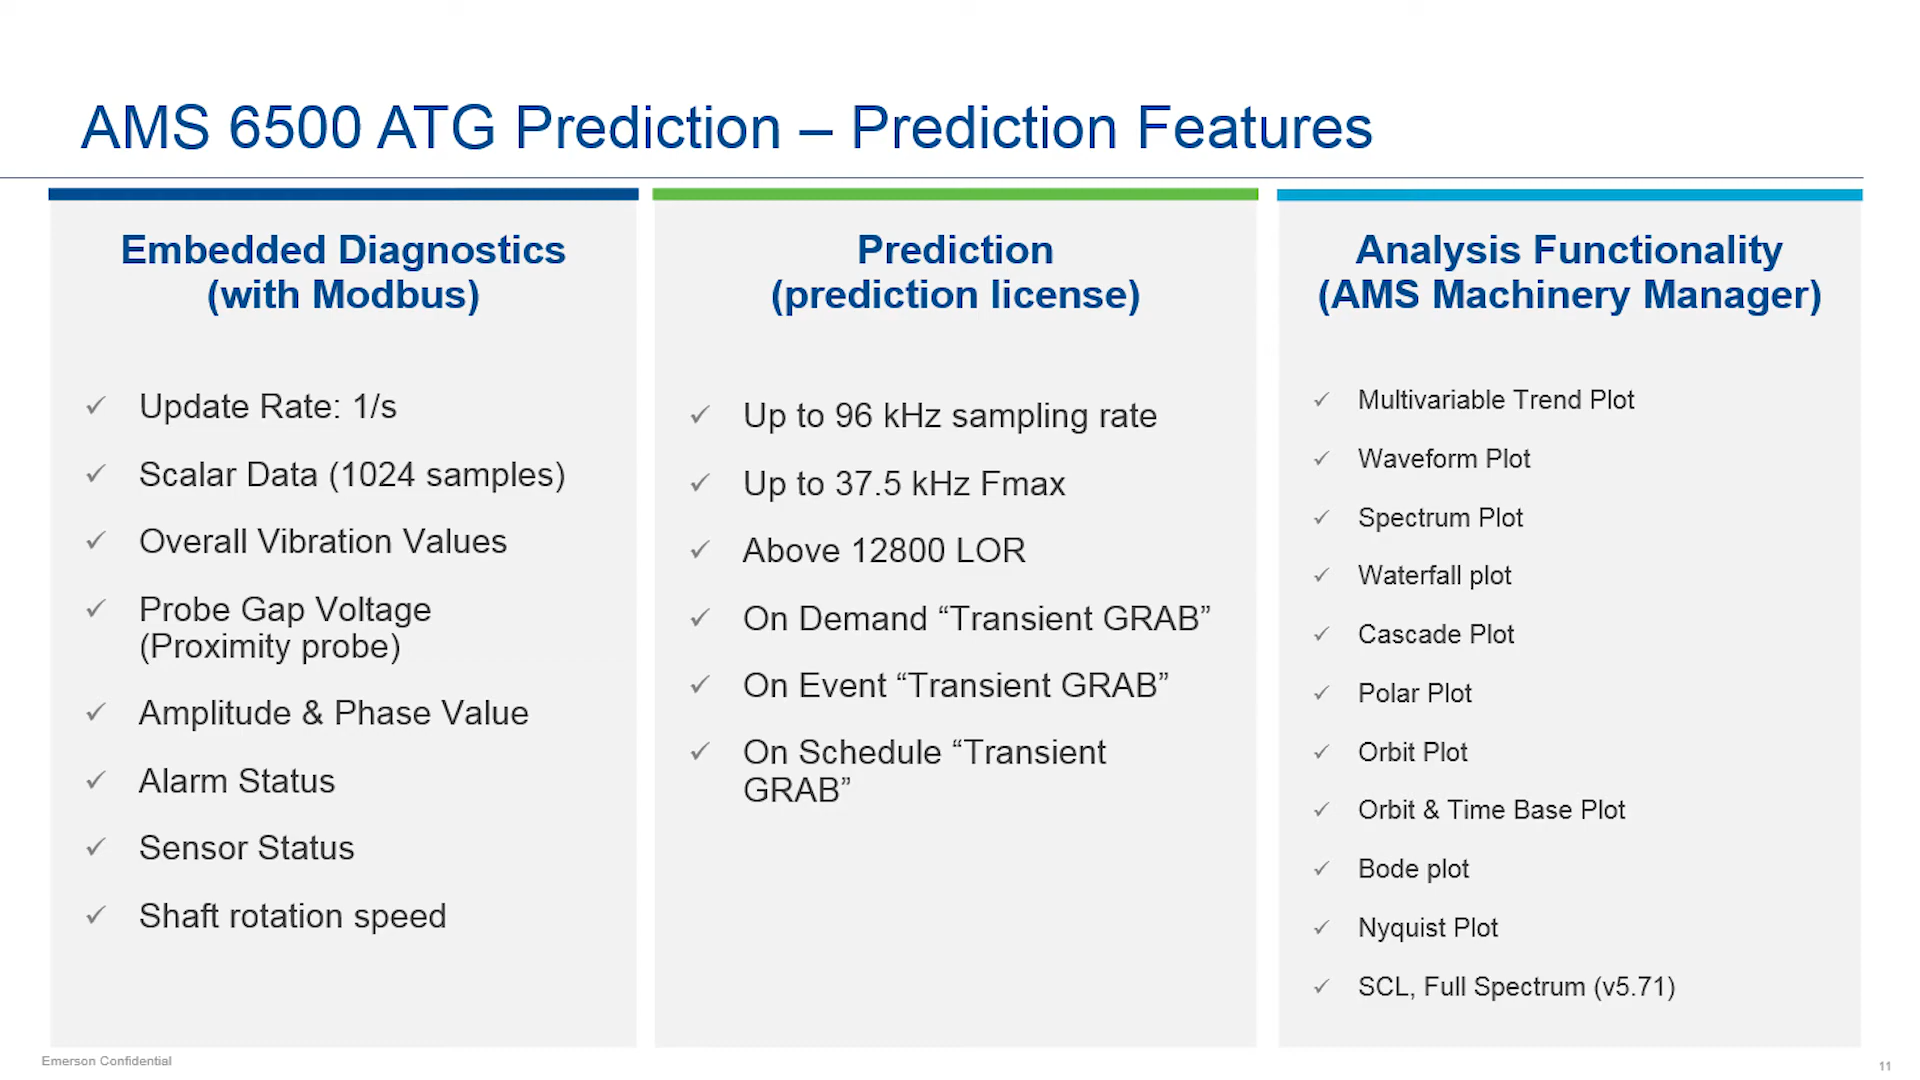 AMS 6500 ATG Prediction – Prediction Features
Embedded Diagnostics
(with Modbus)
Update Rate: 1/s
Scalar Data (1024 samples)
Overall Vibration Values
Probe Gap Voltage
(Proximity probe)
Amplitude & Phase Value
Alarm Status
Sensor Status
Shaft rotation speed
Prediction
(prediction license)
Up to 96 kHz sampling rate
Up to 37.5 kHz Fmax
Above 12800 LOR
On Demand “Transient GRAB”
On Event “Transient GRAB”
On Schedule “Transient
GRAB”
Analysis Functionality
(AMS Machinery Manager)
Multivariable Trend Plot
Waveform Plot
Spectrum Plot
Waterfall plot
Cascade Plot
Polar Plot
Orbit Plot
Orbit & Time Base Plot
Bode plot
Nyquist Plot
SCL, Full Spectrum (v5.71)
Emerson Confidential
11